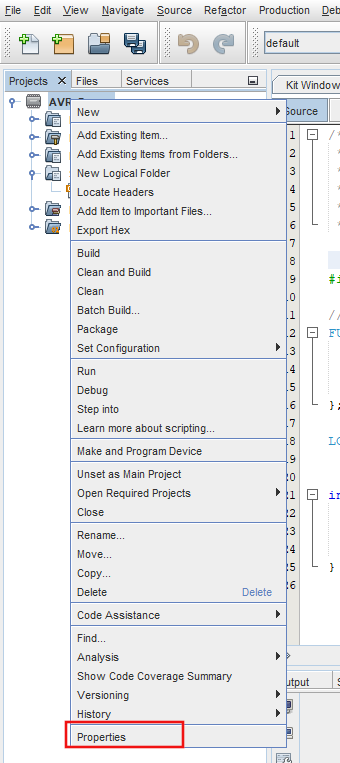 File Edit View Navigate Source Refactor Production
default
Projects Files Services
Kit Window
AVR
Source
New
Add Existing Item...
Add Existing Items from Folders...
New Logical Folder
Locate Headers
Add Item to Important Files...
Export Hex
Build
Clean and Build
Clean
Batch Build...
Package
Set Configuration
Run
Debug
Step into
Learn more about scripting...
Make and Program Device
Unset as Main Project
Open Required Projects
Close
Rename...
Move...
Copy...
Delete Delete
Code Assistance
Find...
Analysis
Show Code Coverage Summary
Versioning
History
Properties
1 /*
2 *
3 *
4 *
5 *
6 *
7
8
9 #i
10
11 //
12 FU
13
14
15
16 };
17
18 LO
19
20
21 in
22
23
24
25 }
26
utput